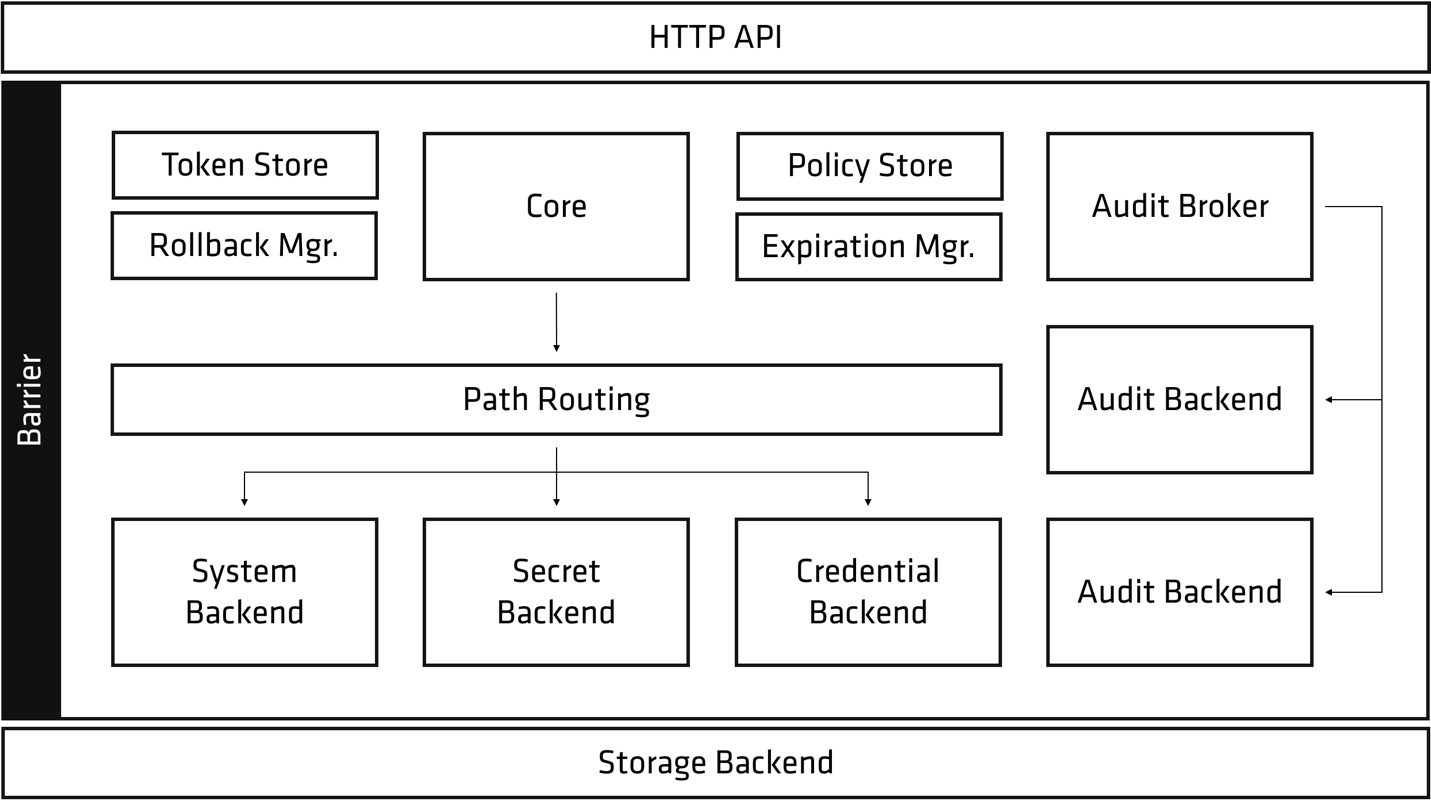 HTTP API
Barrier
Token Store
Rollback Mgr.
Core
Policy Store
Expiration Mgr.
Audit Broker
Path Routing
Audit Backend
System
Backend
Secret
Backend
Credential
Backend
Audit Backend
Storage Backend